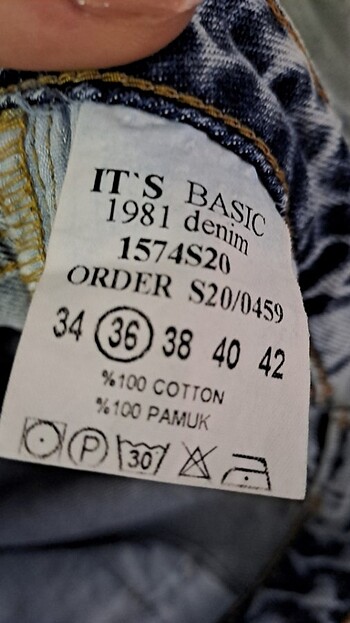 IT`S BASIC
1981 denim
1574S20
ORDER S20/0459
34 36 38 40 42
%100 COTTON
%100 PAMUK
P 30